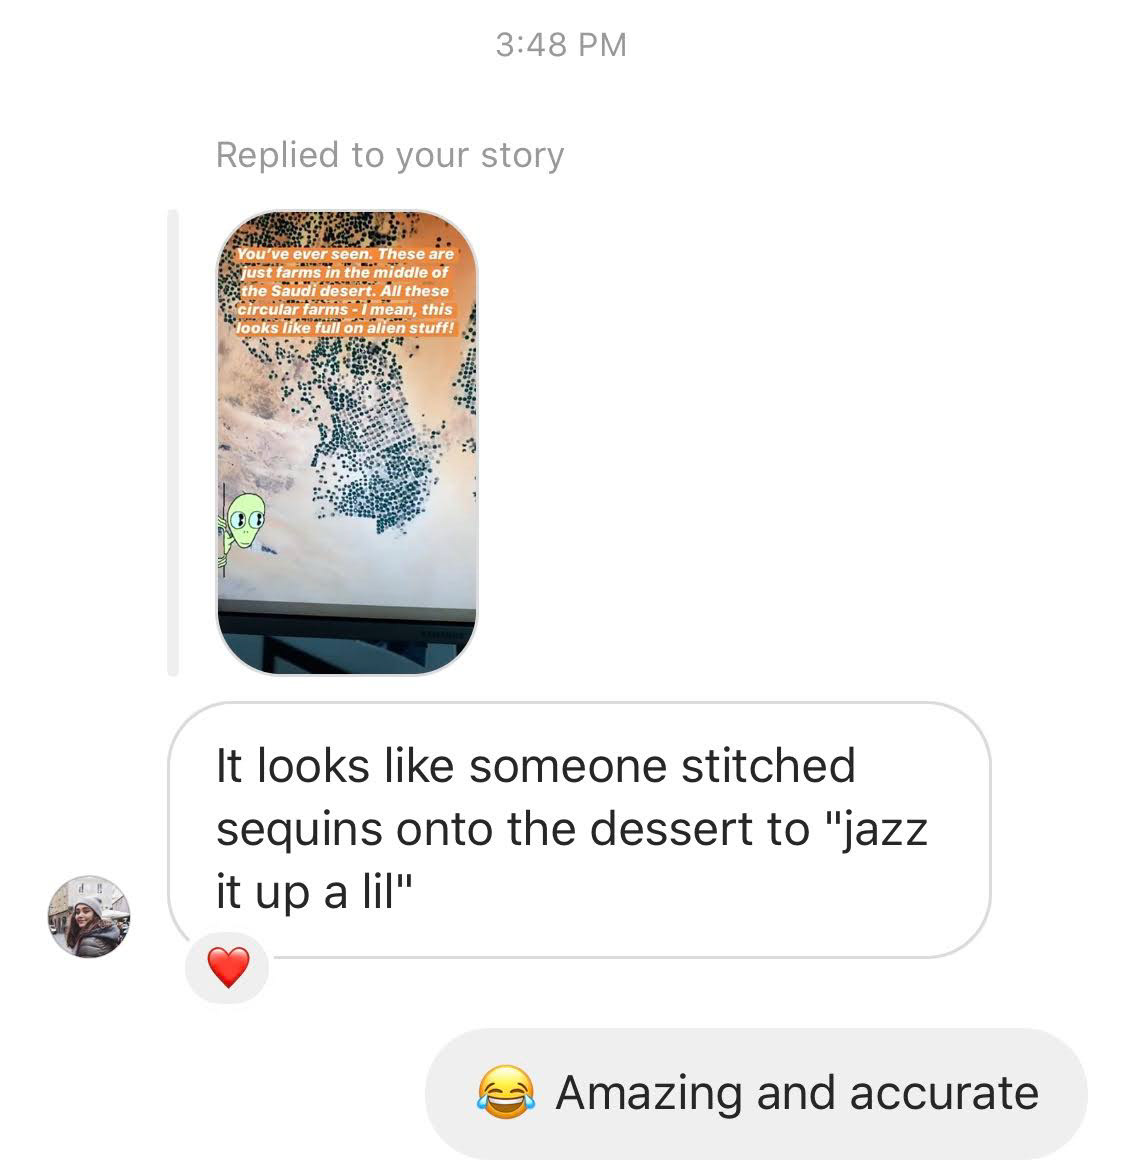 3:48 PM
Replied to your story
You've ever seen. These are
just farms in the middle of
the Saudi desert. All these
circular farms - I mean, this
looks like full on alien stuff!
It looks like someone stitched
sequins onto the dessert to "jazz
it up a lil"
❤️
😂 Amazing and accurate